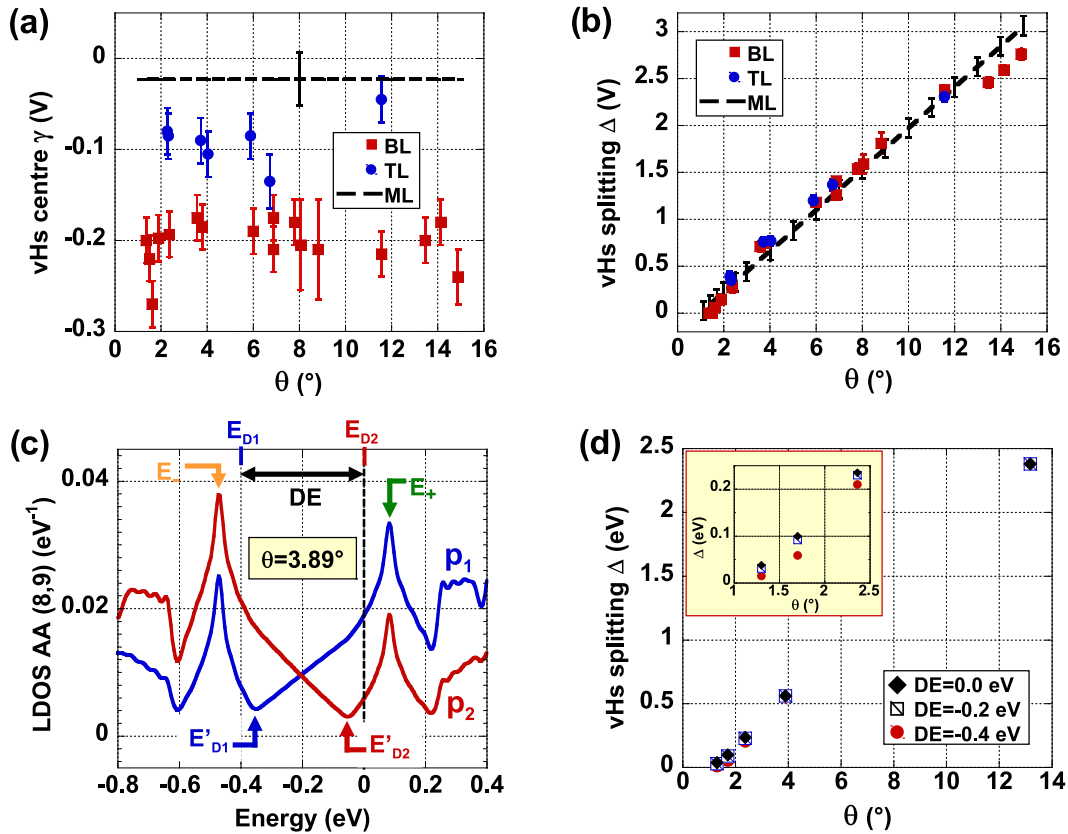 (a)
vHs centre γ (V)
0
-0.1
-0.2
-0.3
BL
TL
ML
0 2 4 6 8 10 12 14 16
θ (°)
(b)
vHs splitting Δ (V)
3
2.5
2
1.5
1
0.5
0
BL
TL
ML
0 2 4 6 8 10 12 14 16
θ (°)
(c)
E_D1 E_D2
LDOS AA (8,9) (eV⁻¹)
0.04
0.02
0
E_-
DE
E_+
θ=3.89°
p₁
p₂
E'_D1 E'_D2
-0.8 -0.6 -0.4 -0.2 0 0.2 0.4
Energy (eV)
(d)
vHs splitting Δ (eV)
2.5
2
1.5
1
0.5
0
Δ (eV)
0.2
0.1
0
1 1.5 2 2.5
θ (°)
DE=0.0 eV
DE=-0.2 eV
DE=-0.4 eV
0 2 4 6 8 10 12 14
θ (°)